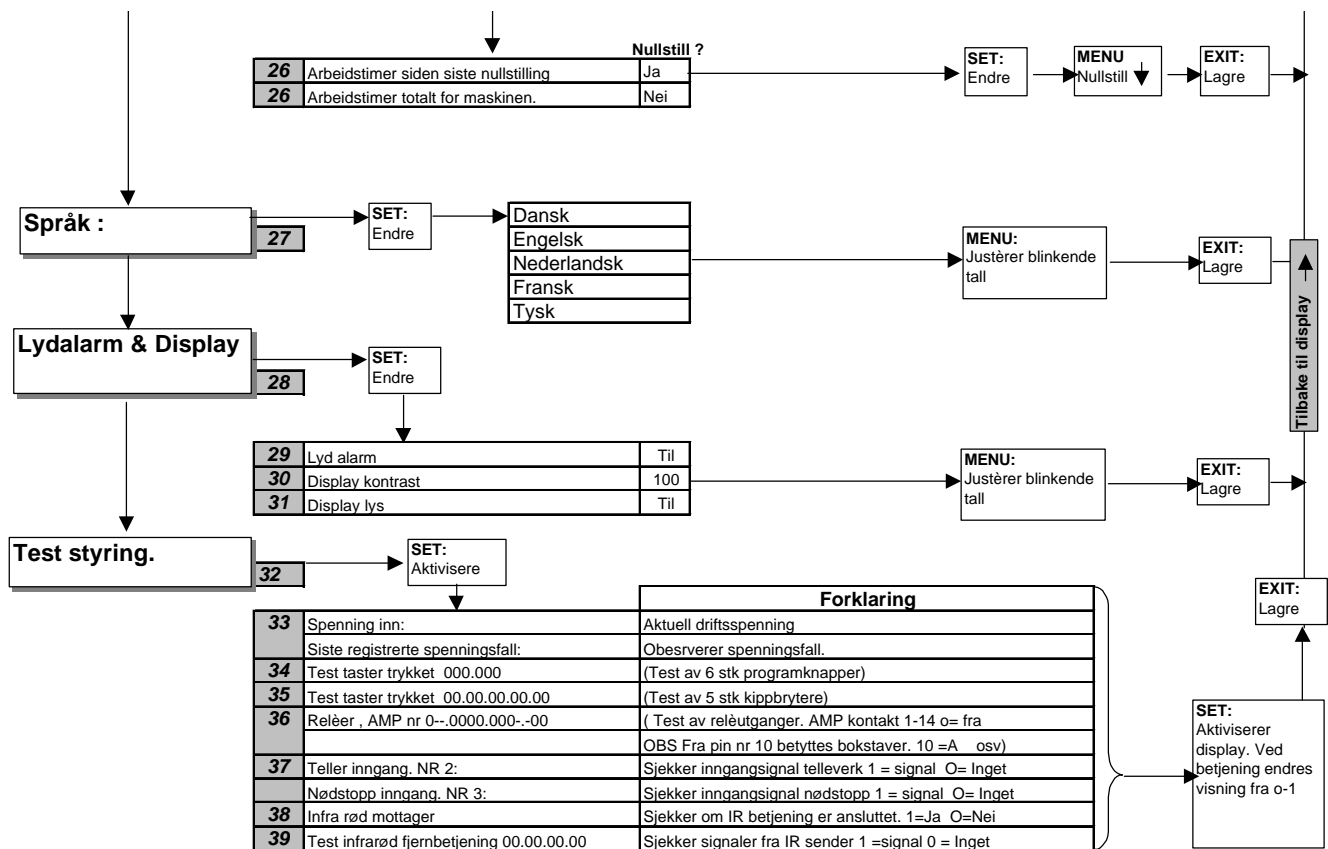 Nullstill ?
26 Arbeidstimer siden siste nullstilling Ja
26 Arbeidstimer totalt for maskinen. Nei
SET:
Endre
MENU
Nullstill
EXIT:
Lagre
Språk :
27
SET:
Endre
Dansk
Engelsk
Nederlandsk
Fransk
Tysk
MENU:
Justèrer blinkende
tall
EXIT:
Lagre
Tilbake til display
Lydalarm & Display
28
SET:
Endre
29 Lyd alarm Til
30 Display kontrast 100
31 Display lys Til
MENU:
Justèrer blinkende
tall
EXIT:
Lagre
Test styring.
32
SET:
Aktivisere
EXIT:
Lagre
Forklaring
33 Spenning inn: Aktuell driftsspenning
Siste registrerte spenningsfall: Obesrverer spenningsfall.
34 Test taster trykket 000.000 (Test av 6 stk programknapper)
35 Test taster trykket 00.00.00.00.00 (Test av 5 stk kippbrytere)
36 Relèer , AMP nr 0--.0000.000-.-00 ( Test av relèutganger. AMP kontakt 1-14 o= fra
OBS Fra pin nr 10 betyttes bokstaver. 10 =A osv)
37 Teller inngang. NR 2: Sjekker inngangsignal telleverk 1 = signal O= Inget
Nødstopp inngang. NR 3: Sjekker inngangsignal nødstopp 1 = signal O= Inget
38 Infra rød mottager Sjekker om IR betjening er ansluttet. 1=Ja O=Nei
39 Test infrarød fjernbetjening 00.00.00.00 Sjekker signaler fra IR sender 1 =signal 0 = Inget
SET:
Aktiviserer
display. Ved
betjening endres
visning fra o-1